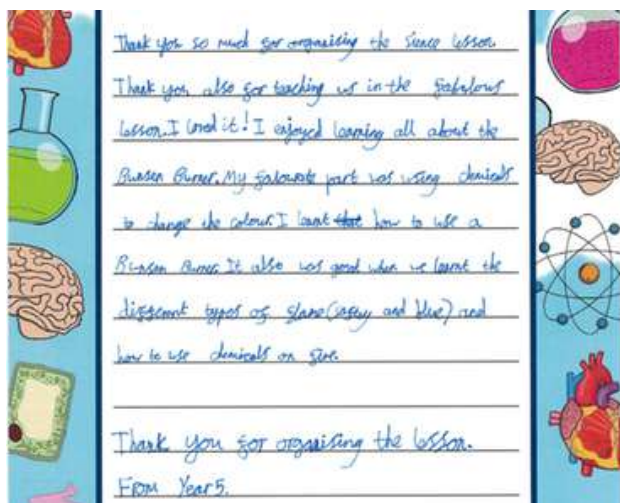 Thank you so much for organising the sience lesson.
Thank you also for teaching us in the fabulous
lesson. I loved it! I enjoyed learning all about the
Bunsen Burner. My favourate part was using chemicals
to change the colour. I learnt that how to use a
Bunsen Burner. It also was good when we learnt the
different types of flame (safety and blue) and
how to use chemicals on fire.
Thank you for organising the lesson.
From Year 5.